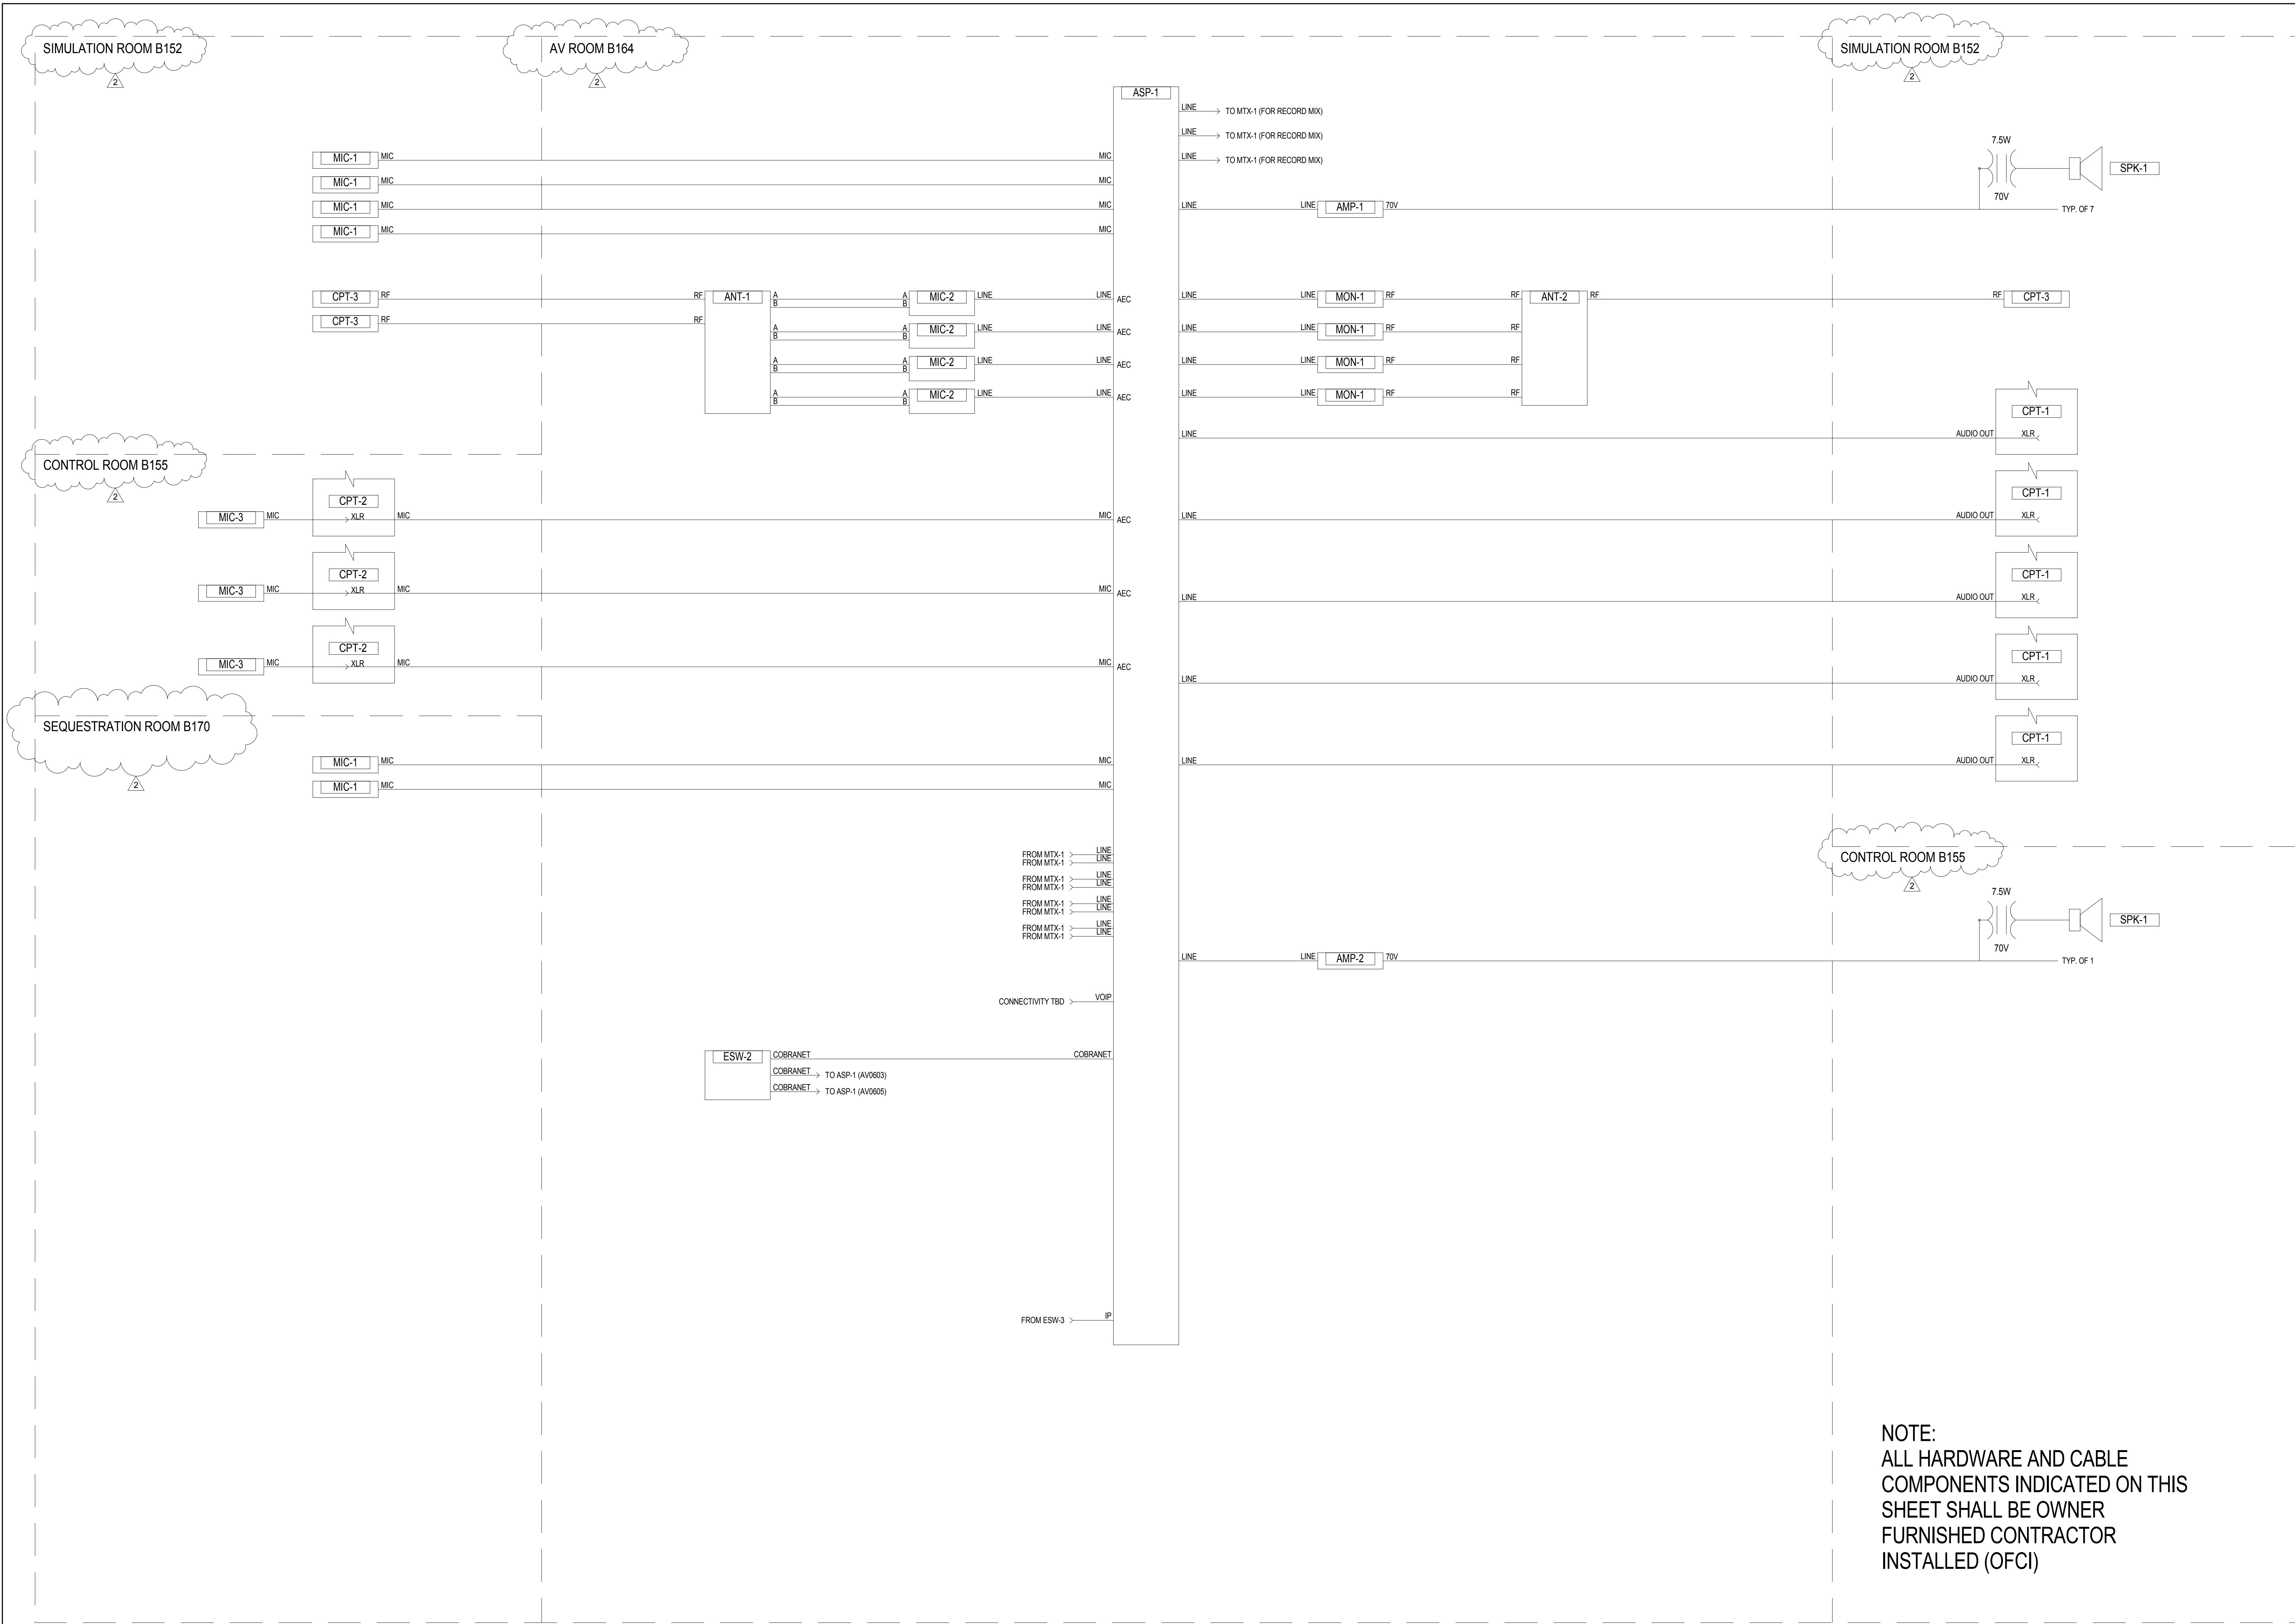 SIMULATION ROOM B152
2
AV ROOM B164
2
SIMULATION ROOM B152
2
ASP-1
LINE TO MTX-1 (FOR RECORD MIX)
LINE TO MTX-1 (FOR RECORD MIX)
LINE TO MTX-1 (FOR RECORD MIX)
7.5W
SPK-1
70V
TYP. OF 7
MIC-1 MIC MIC
MIC-1 MIC MIC
MIC-1 MIC MIC LINE LINE AMP-1 70V
MIC-1 MIC MIC
CPT-3 RF RF ANT-1 A A MIC-2 LINE LINE AEC LINE LINE MON-1 RF RF ANT-2 RF RF CPT-3
B B
CPT-3 RF RF
A A MIC-2 LINE LINE AEC LINE LINE MON-1 RF RF
B B
A A MIC-2 LINE LINE AEC LINE LINE MON-1 RF RF
B B
A A MIC-2 LINE LINE AEC LINE LINE MON-1 RF RF
B B
CPT-1
LINE AUDIO OUT XLR
CONTROL ROOM B155
2
CPT-2
CPT-1
MIC-3 MIC XLR MIC MIC AEC LINE AUDIO OUT XLR
CPT-2
CPT-1
MIC-3 MIC XLR MIC MIC AEC
LINE AUDIO OUT XLR
CPT-2
CPT-1
MIC-3 MIC XLR MIC MIC AEC
LINE AUDIO OUT XLR
SEQUESTRATION ROOM B170
2
CPT-1
MIC-1 MIC MIC LINE AUDIO OUT XLR
MIC-1 MIC MIC
FROM MTX-1 LINE
FROM MTX-1 LINE
FROM MTX-1 LINE
FROM MTX-1 LINE
FROM MTX-1 LINE
FROM MTX-1 LINE
FROM MTX-1 LINE
FROM MTX-1 LINE
CONTROL ROOM B155
2
7.5W
SPK-1
70V
LINE LINE AMP-2 70V
TYP. OF 1
CONNECTIVITY TBD VOIP
ESW-2 COBRANET COBRANET
COBRANET TO ASP-1 (AV0603)
COBRANET TO ASP-1 (AV0605)
FROM ESW-3 IP
NOTE:
ALL HARDWARE AND CABLE
COMPONENTS INDICATED ON THIS
SHEET SHALL BE OWNER
FURNISHED CONTRACTOR
INSTALLED (OFCI)